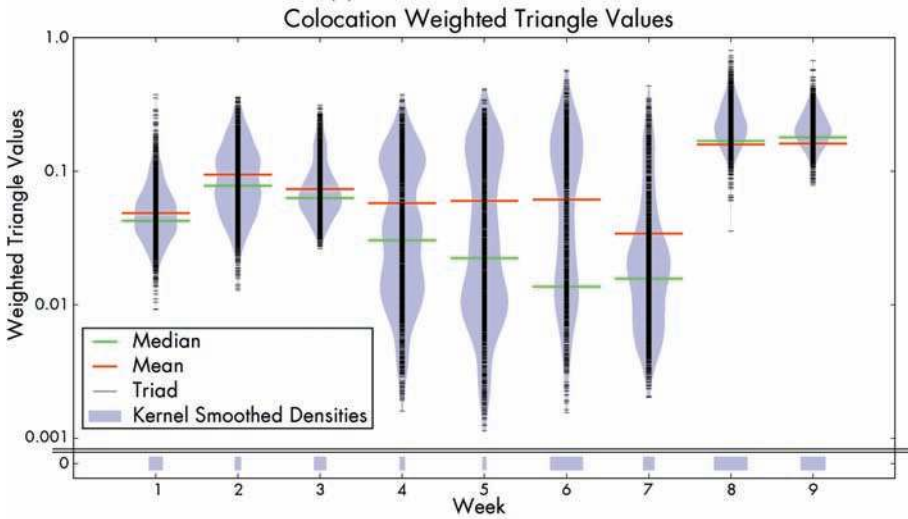 Colocation Weighted Triangle Values
Weighted Triangle Values
1.0
0.1
0.01
0.001
0
Median
Mean
Triad
Kernel Smoothed Densities
1 2 3 4 5 6 7 8 9
Week